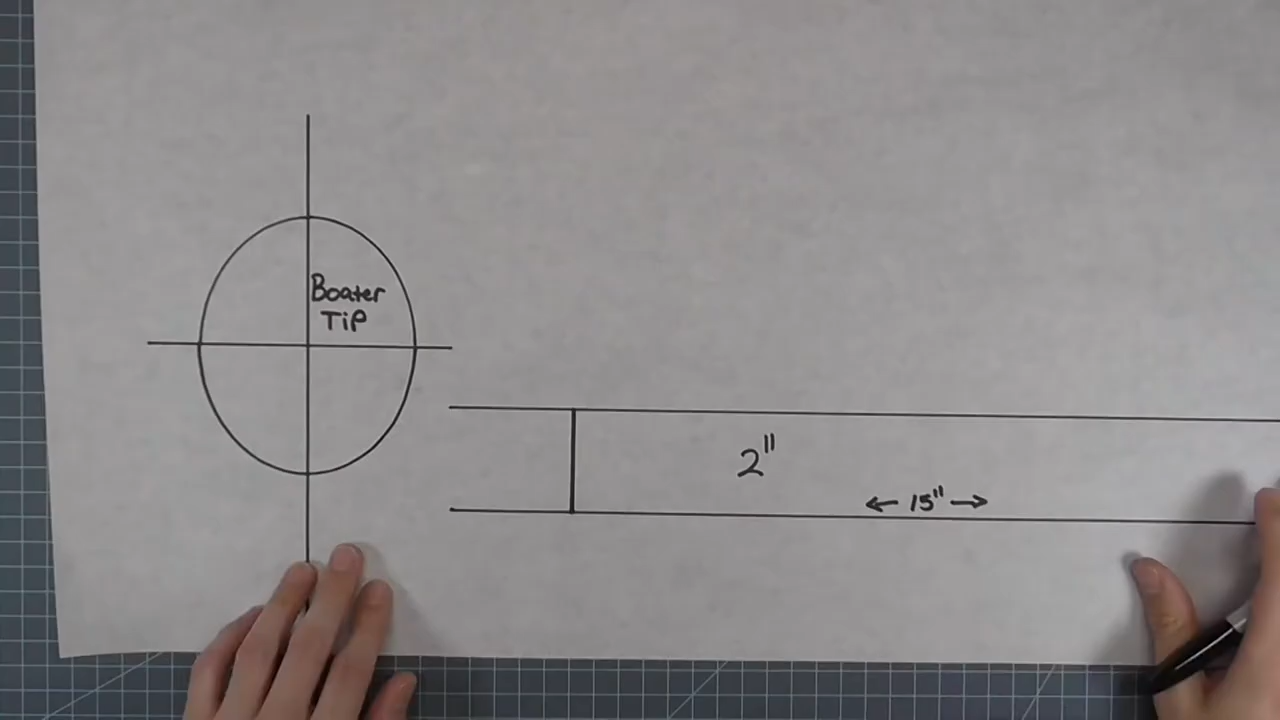 Boater
TiP
2"
← 15" →